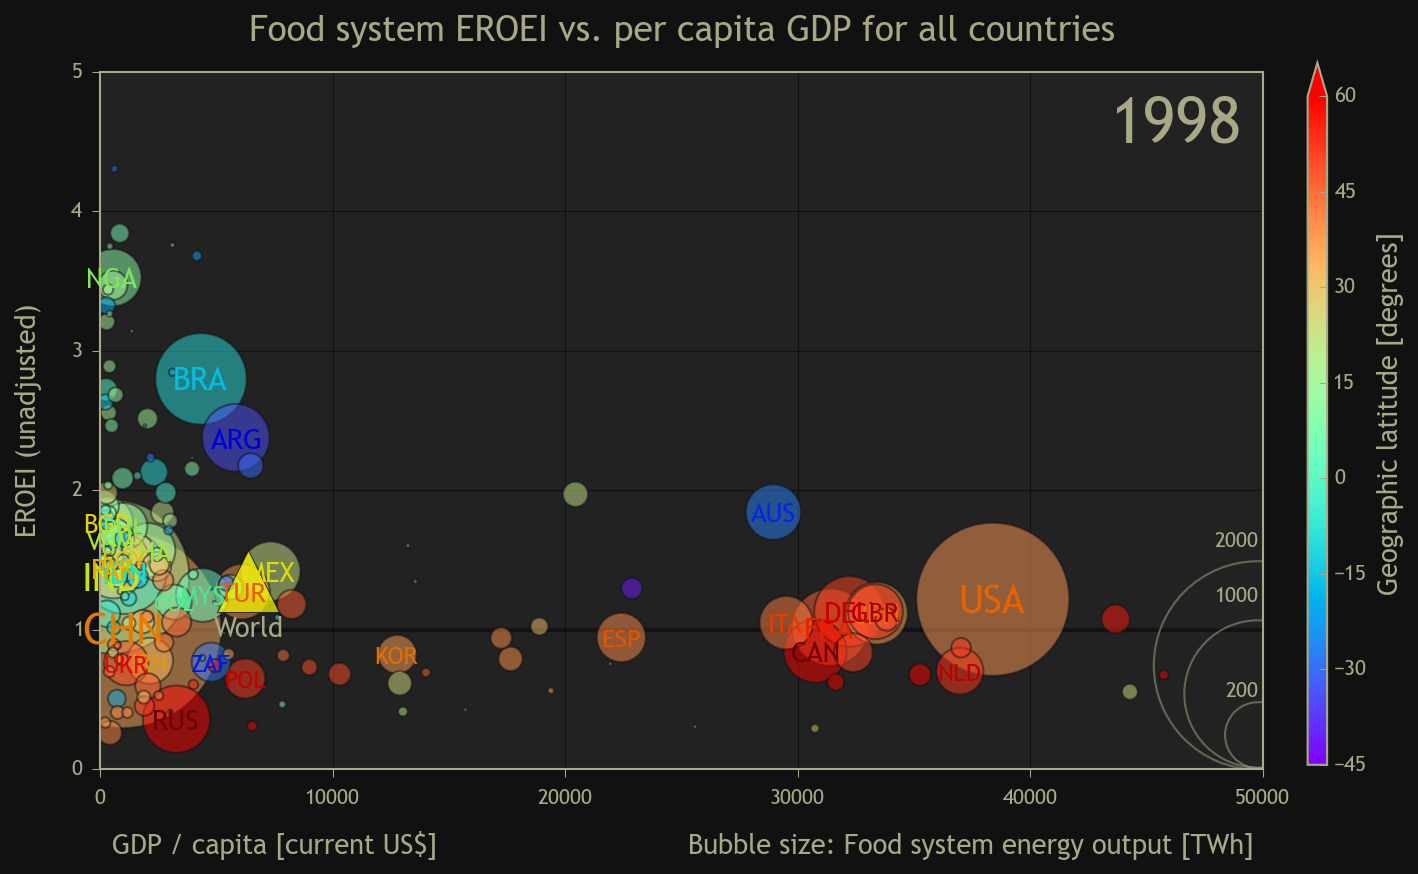 Food system EROEI vs. per capita GDP for all countries
1998
EROEI (unadjusted)
5
4
3
2
1
0
0
10000
20000
30000
40000
50000
GDP / capita [current US$]
Bubble size: Food system energy output [TWh]
NGA
BRA
ARG
AUS
BGD
MEX
MYS
TUR
World
CHN
IND
UKR
ZAF
POL
RUS
KOR
ESP
ITA
DEU
GBR
CAN
USA
NLD
2000
1000
200
60
45
30
15
0
−15
−30
−45
Geographic latitude [degrees]